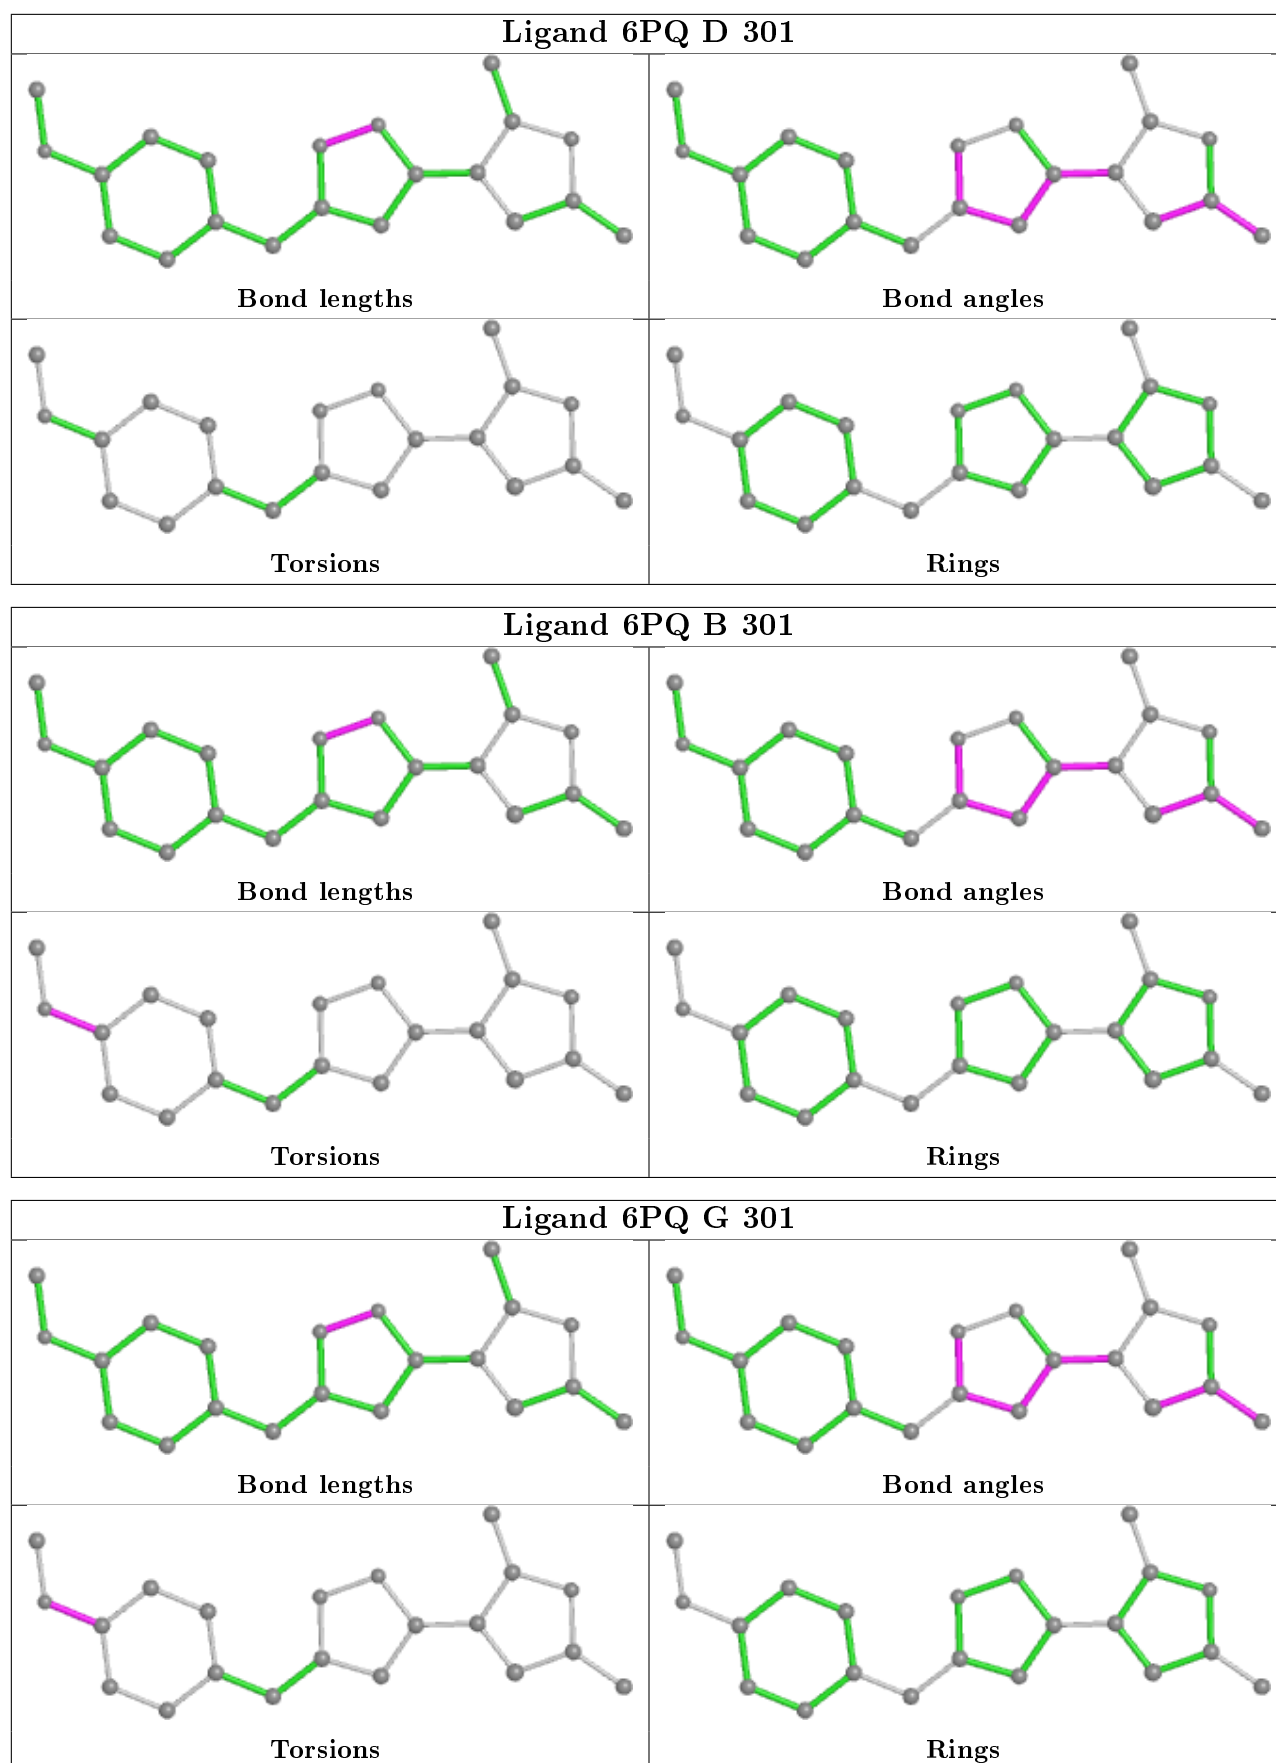 Ligand 6PQ D 301
Bond lengths
Bond angles
Torsions
Rings
Ligand 6PQ B 301
Bond lengths
Bond angles
Torsions
Rings
Ligand 6PQ G 301
Bond lengths
Bond angles
Torsions
Rings